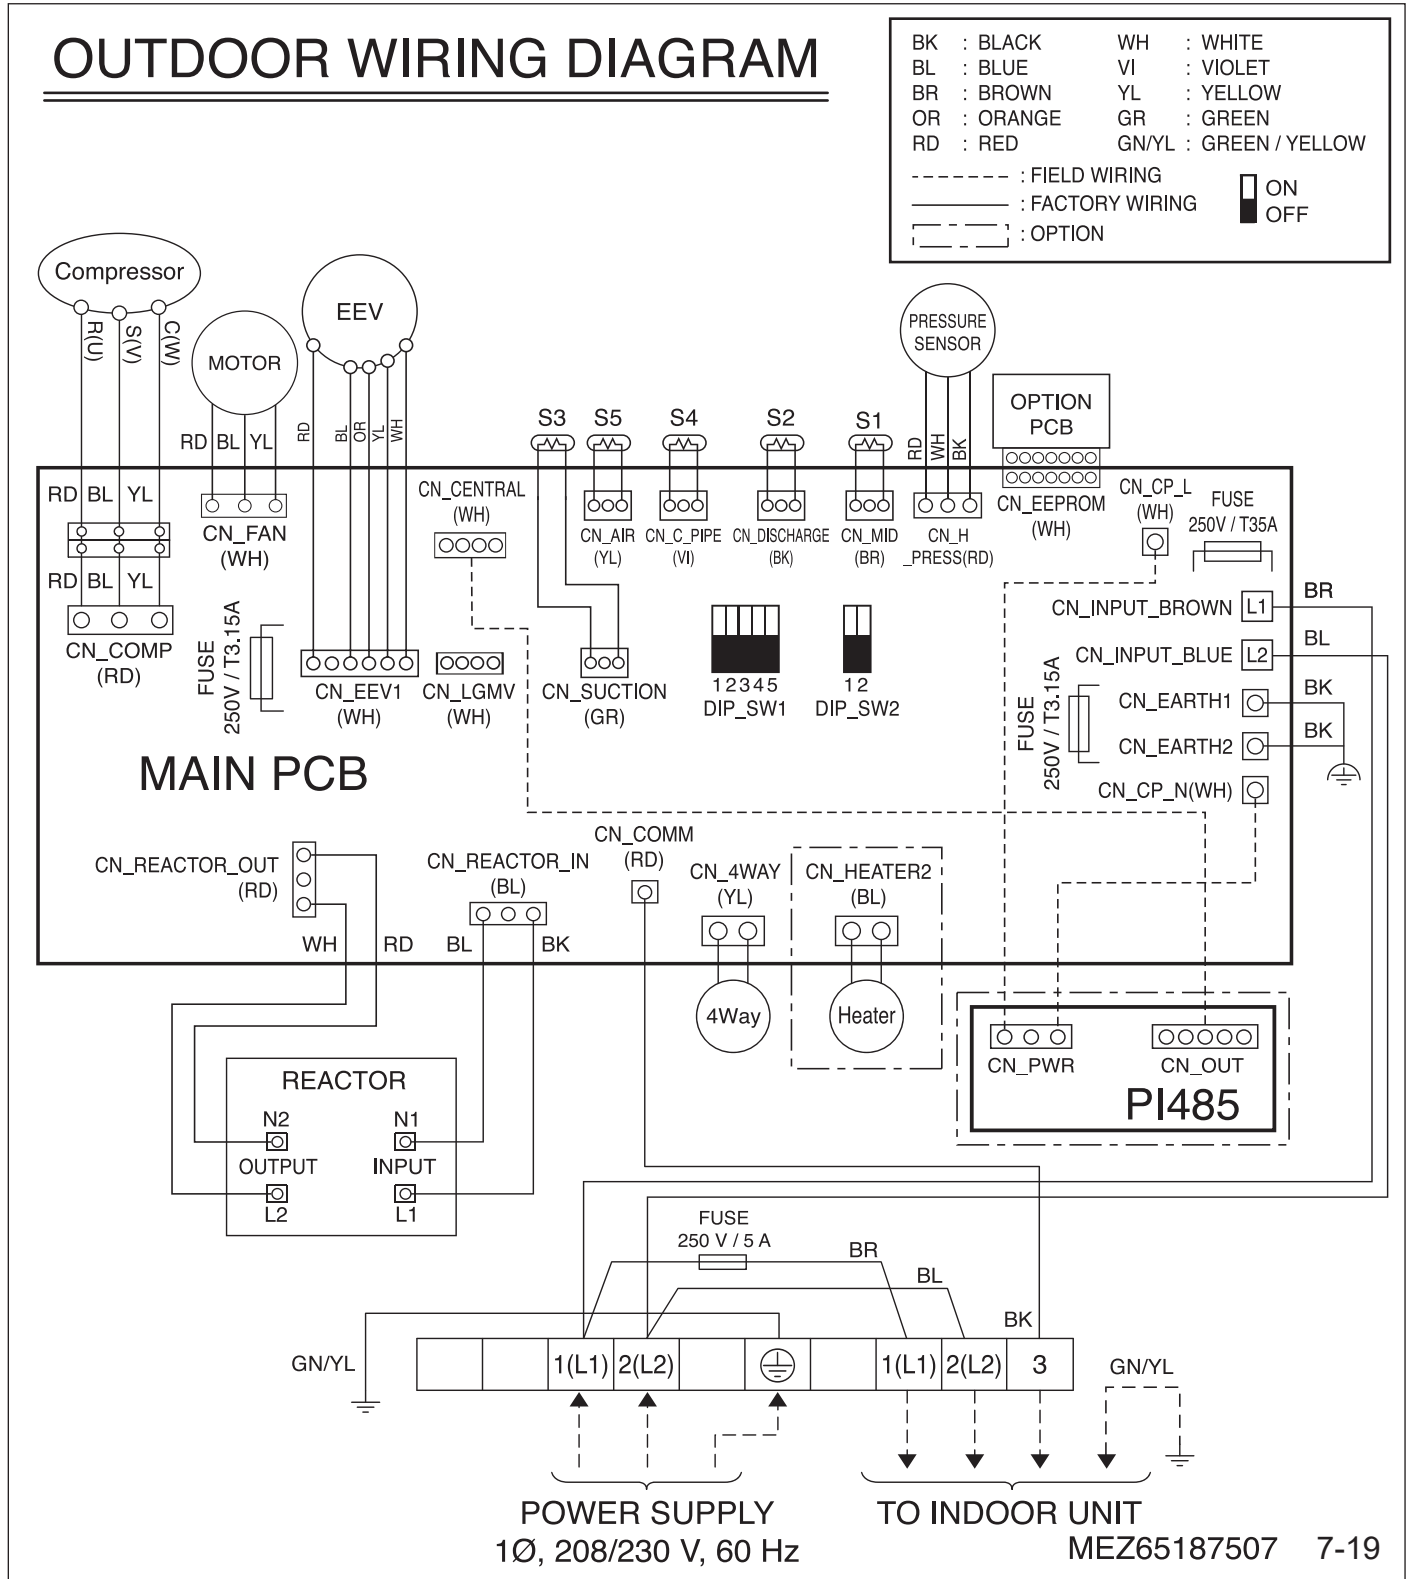 OUTDOOR WIRING DIAGRAM
BK : BLACK WH : WHITE
BL : BLUE VI : VIOLET
BR : BROWN YL : YELLOW
OR : ORANGE GR : GREEN
RD : RED GN/YL : GREEN / YELLOW
: FIELD WIRING
: FACTORY WIRING
: OPTION
ON
OFF
Compressor
R(U)
S(V)
C(W)
MOTOR
EEV
PRESSURE
SENSOR
OPTION
PCB
RD BL YL
RD
BL
OR
YL
WH
S3 S5 S4 S2 S1
RD
WH
BK
RD BL YL
RD BL YL
CN_COMP
(RD)
CN_FAN
(WH)
FUSE
250V / T3.15A
CN_EEV1
(WH)
CN_CENTRAL
(WH)
CN_LGMV
(WH)
CN_SUCTION
(GR)
CN_AIR
(YL)
CN_C_PIPE
(VI)
CN_DISCHARGE
(BK)
CN_MID
(BR)
CN_H
_PRESS(RD)
CN_EEPROM
(WH)
CN_CP_L
(WH)
FUSE
250V / T35A
1 2 3 4 5
DIP_SW1
1 2
DIP_SW2
CN_INPUT_BROWN L1
BR
CN_INPUT_BLUE L2
BL
FUSE
250V / T3.15A
CN_EARTH1
BK
CN_EARTH2
BK
CN_CP_N(WH)
MAIN PCB
CN_REACTOR_OUT
(RD)
CN_REACTOR_IN
(BL)
CN_COMM
(RD)
CN_4WAY
(YL)
CN_HEATER2
(BL)
WH RD BL BK
4Way
Heater
CN_PWR
CN_OUT
PI485
REACTOR
N2 N1
OUTPUT INPUT
L2 L1
FUSE
250 V / 5 A
BR
BL
BK
GN/YL
1(L1) 2(L2) 1(L1) 2(L2) 3
GN/YL
POWER SUPPLY
1Ø, 208/230 V, 60 Hz
TO INDOOR UNIT
MEZ65187507 7-19